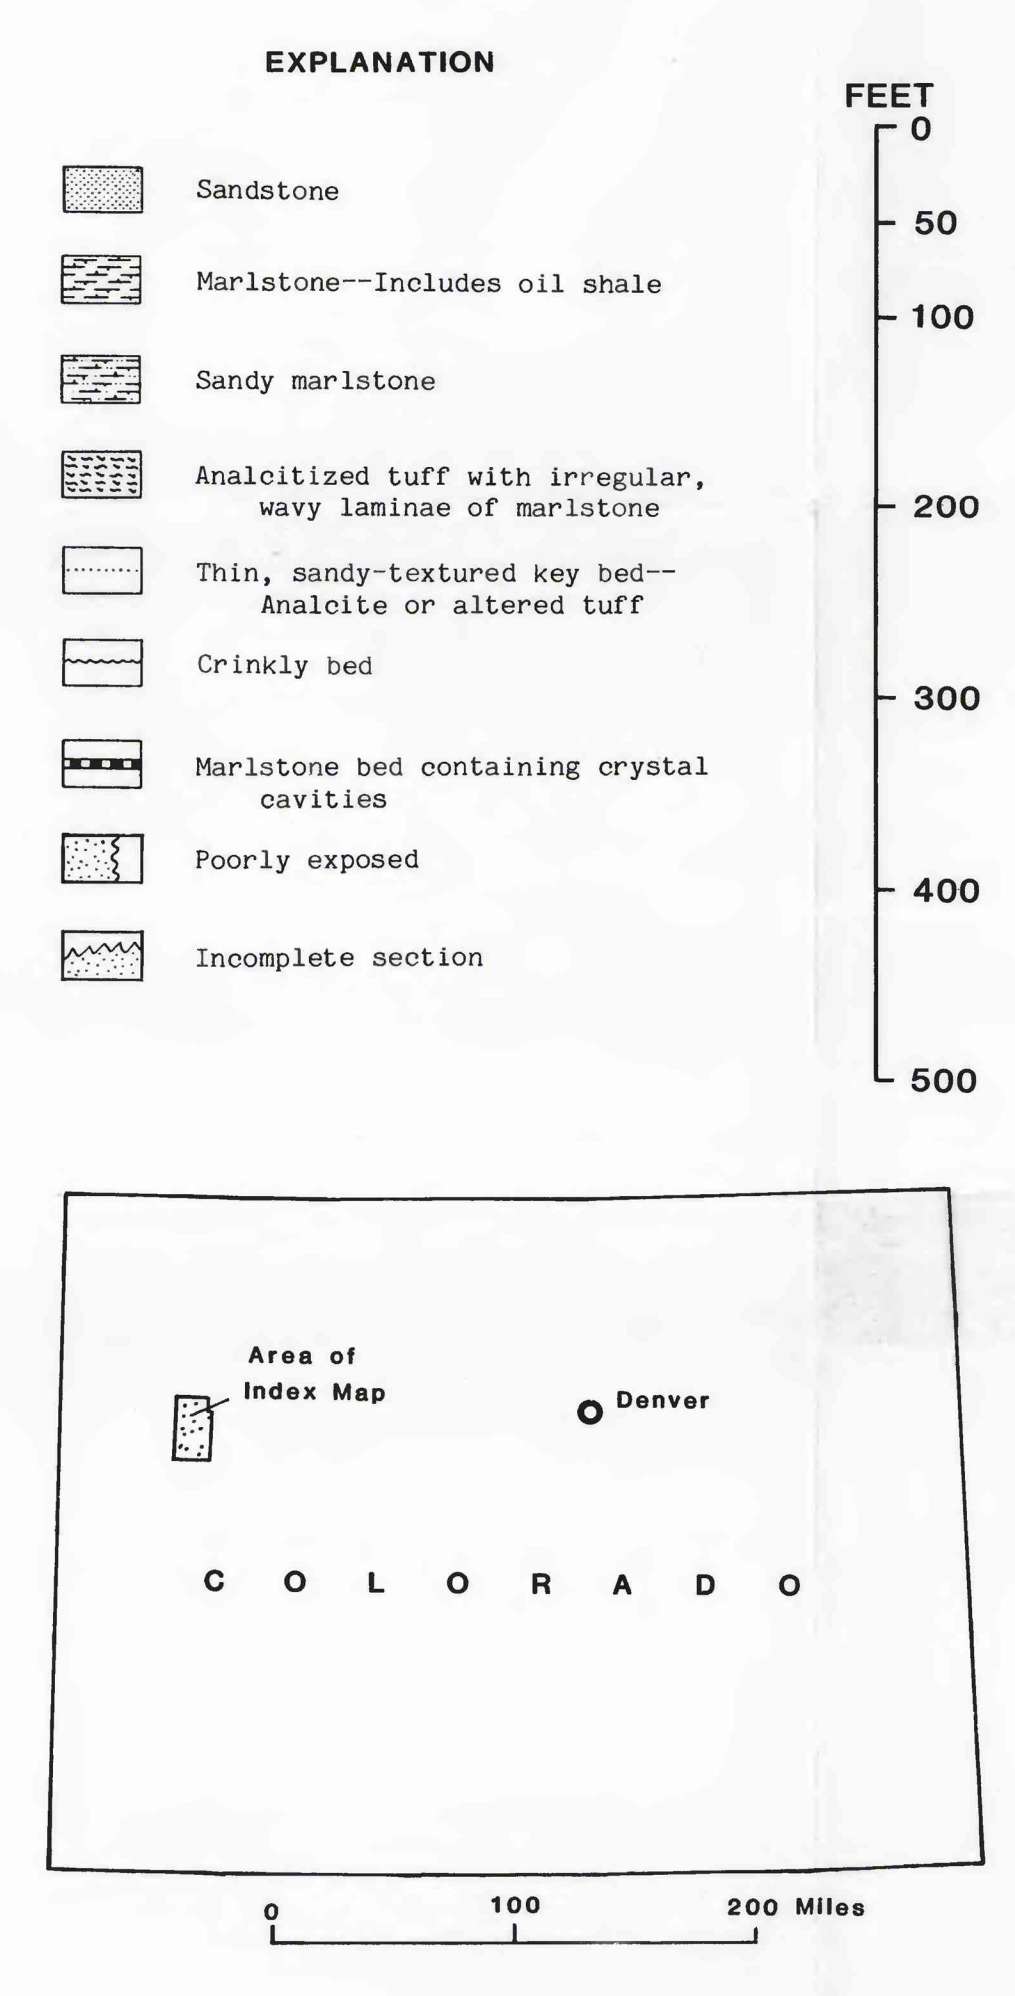 EXPLANATION
FEET
0
50
100
200
300
400
500
Sandstone
Marlstone--Includes oil shale
Sandy marlstone
Analcitized tuff with irregular,
wavy laminae of marlstone
Thin, sandy-textured key bed--
Analcite or altered tuff
Crinkly bed
Marlstone bed containing crystal
cavities
Poorly exposed
Incomplete section
Area of
Index Map
Denver
COLORADO
0 100 200 Miles